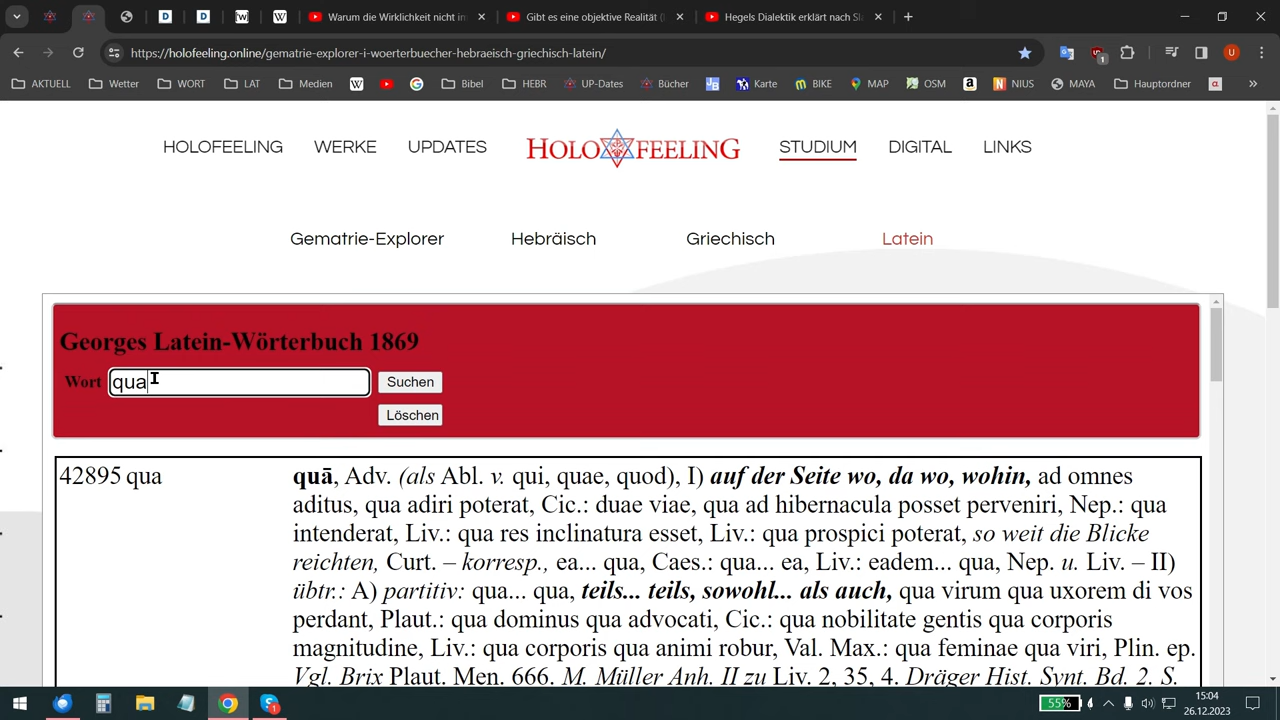 Warum die Wirklichkeit nicht in
Gibt es eine objektive Realität (
Hegels Dialektik erklärt nach Sl
https://holofeeling.online/gematrie-explorer-i-woerterbuecher-hebraeisch-griechisch-latein/
AKTUELL Wetter WORT LAT Medien Bibel HEBR UP-Dates Bücher Karte BIKE MAP OSM NIUS MAYA Hauptordner
HOLOFEELING WERKE UPDATES HOLO FEELING STUDIUM DIGITAL LINKS
Gematrie-Explorer Hebräisch Griechisch Latein
Georges Latein-Wörterbuch 1869
Wort qua Suchen
Löschen
42895 qua quā, Adv. (als Abl. v. qui, quae, quod), I) auf der Seite wo, da wo, wohin, ad omnes
aditus, qua adiri poterat, Cic.: duae viae, qua ad hibernacula posset perveniri, Nep.: qua
intenderat, Liv.: qua res inclinatura esset, Liv.: qua prospici poterat, so weit die Blicke
reichten, Curt. – korresp., ea... qua, Caes.: qua... ea, Liv.: eadem... qua, Nep. u. Liv. – II)
übtr.: A) partitiv: qua... qua, teils... teils, sowohl... als auch, qua virum qua uxorem di vos
perdant, Plaut.: qua dominus qua advocati, Cic.: qua nobilitate gentis qua corporis
magnitudine, Liv.: qua corporis qua animi robur, Val. Max.: qua feminae qua viri, Plin. ep.
Vgl. Brix Plaut. Men. 666. M. Müller Anh. II zu Liv. 2, 35, 4. Dräger Hist. Synt. Bd. 2. S.
55% 15:04
26.12.2023